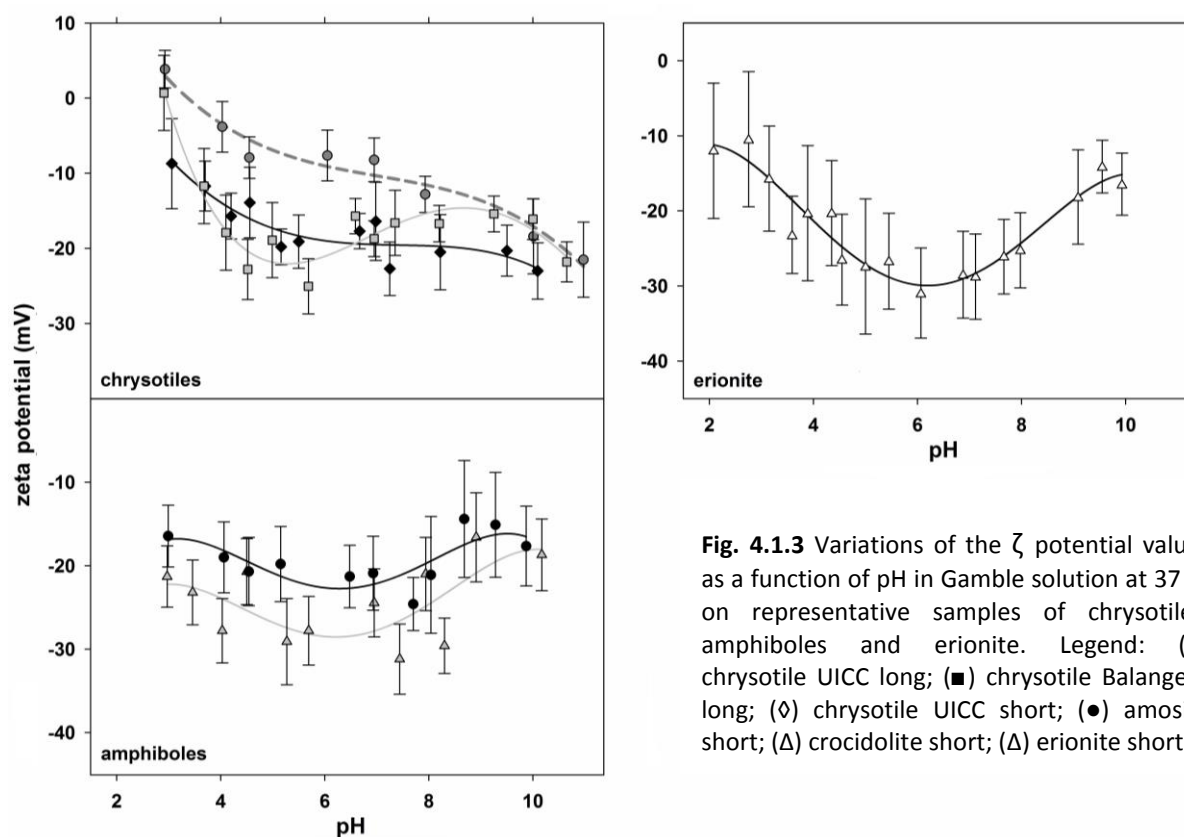 10
0
-10
-20
-30
chrysotiles
zeta potential (mV)
-10
-20
-30
-40
amphiboles
2 4 6 8 10
pH
0
-10
-20
-30
-40
erionite
2 4 6 8 10
pH
Fig. 4.1.3 Variations of the ζ potential valu
as a function of pH in Gamble solution at 37
on representative samples of chrysotile
amphiboles and erionite. Legend: (
chrysotile UICC long; (■) chrysotile Balange
long; (◊) chrysotile UICC short; (●) amosi
short; (Δ) crocidolite short; (Δ) erionite short